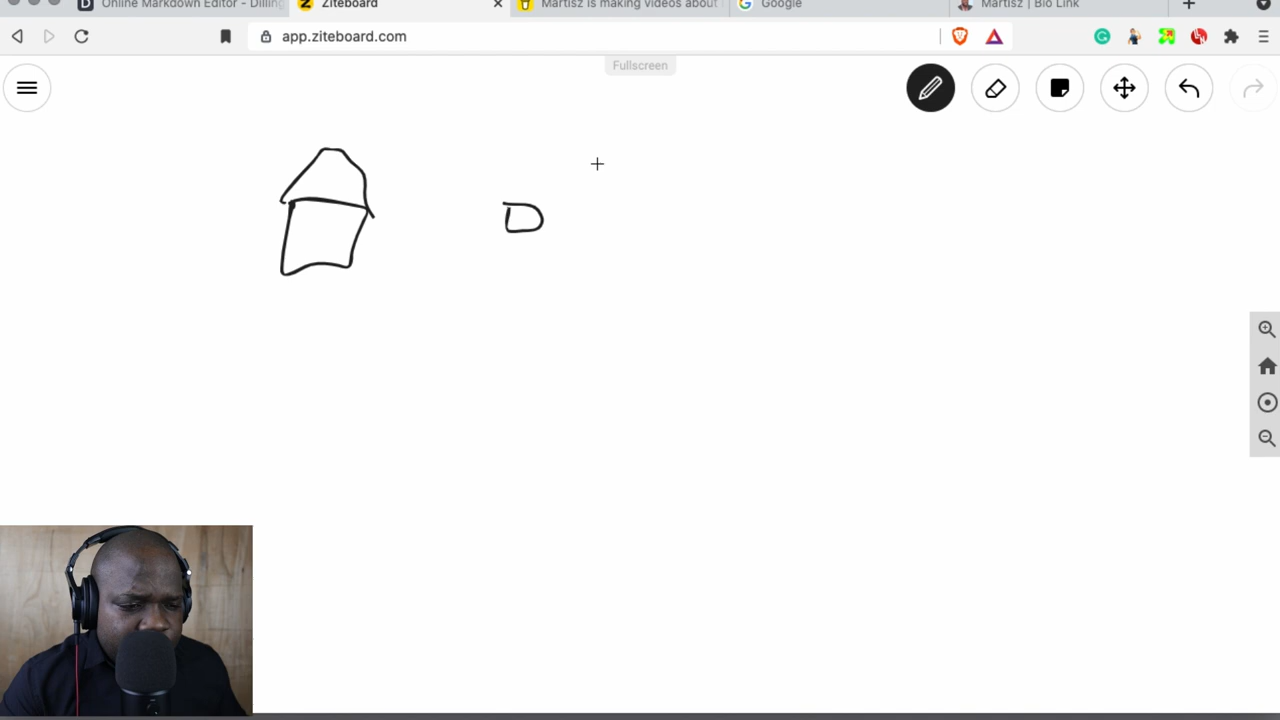 Online Markdown Editor - Dilling
Ziteboard
Martisz is making videos about
Google
Martisz | Bio Link
app.ziteboard.com
Fullscreen
D